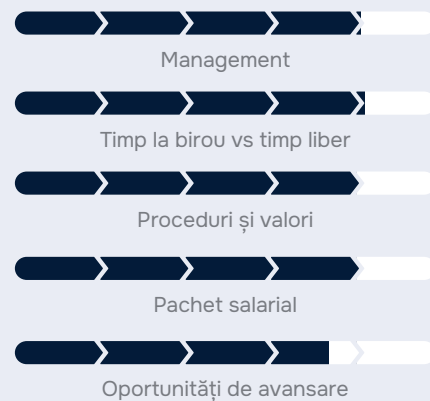 Management
Timp la birou vs timp liber
Proceduri și valori
Pachet salarial
Oportunități de avansare